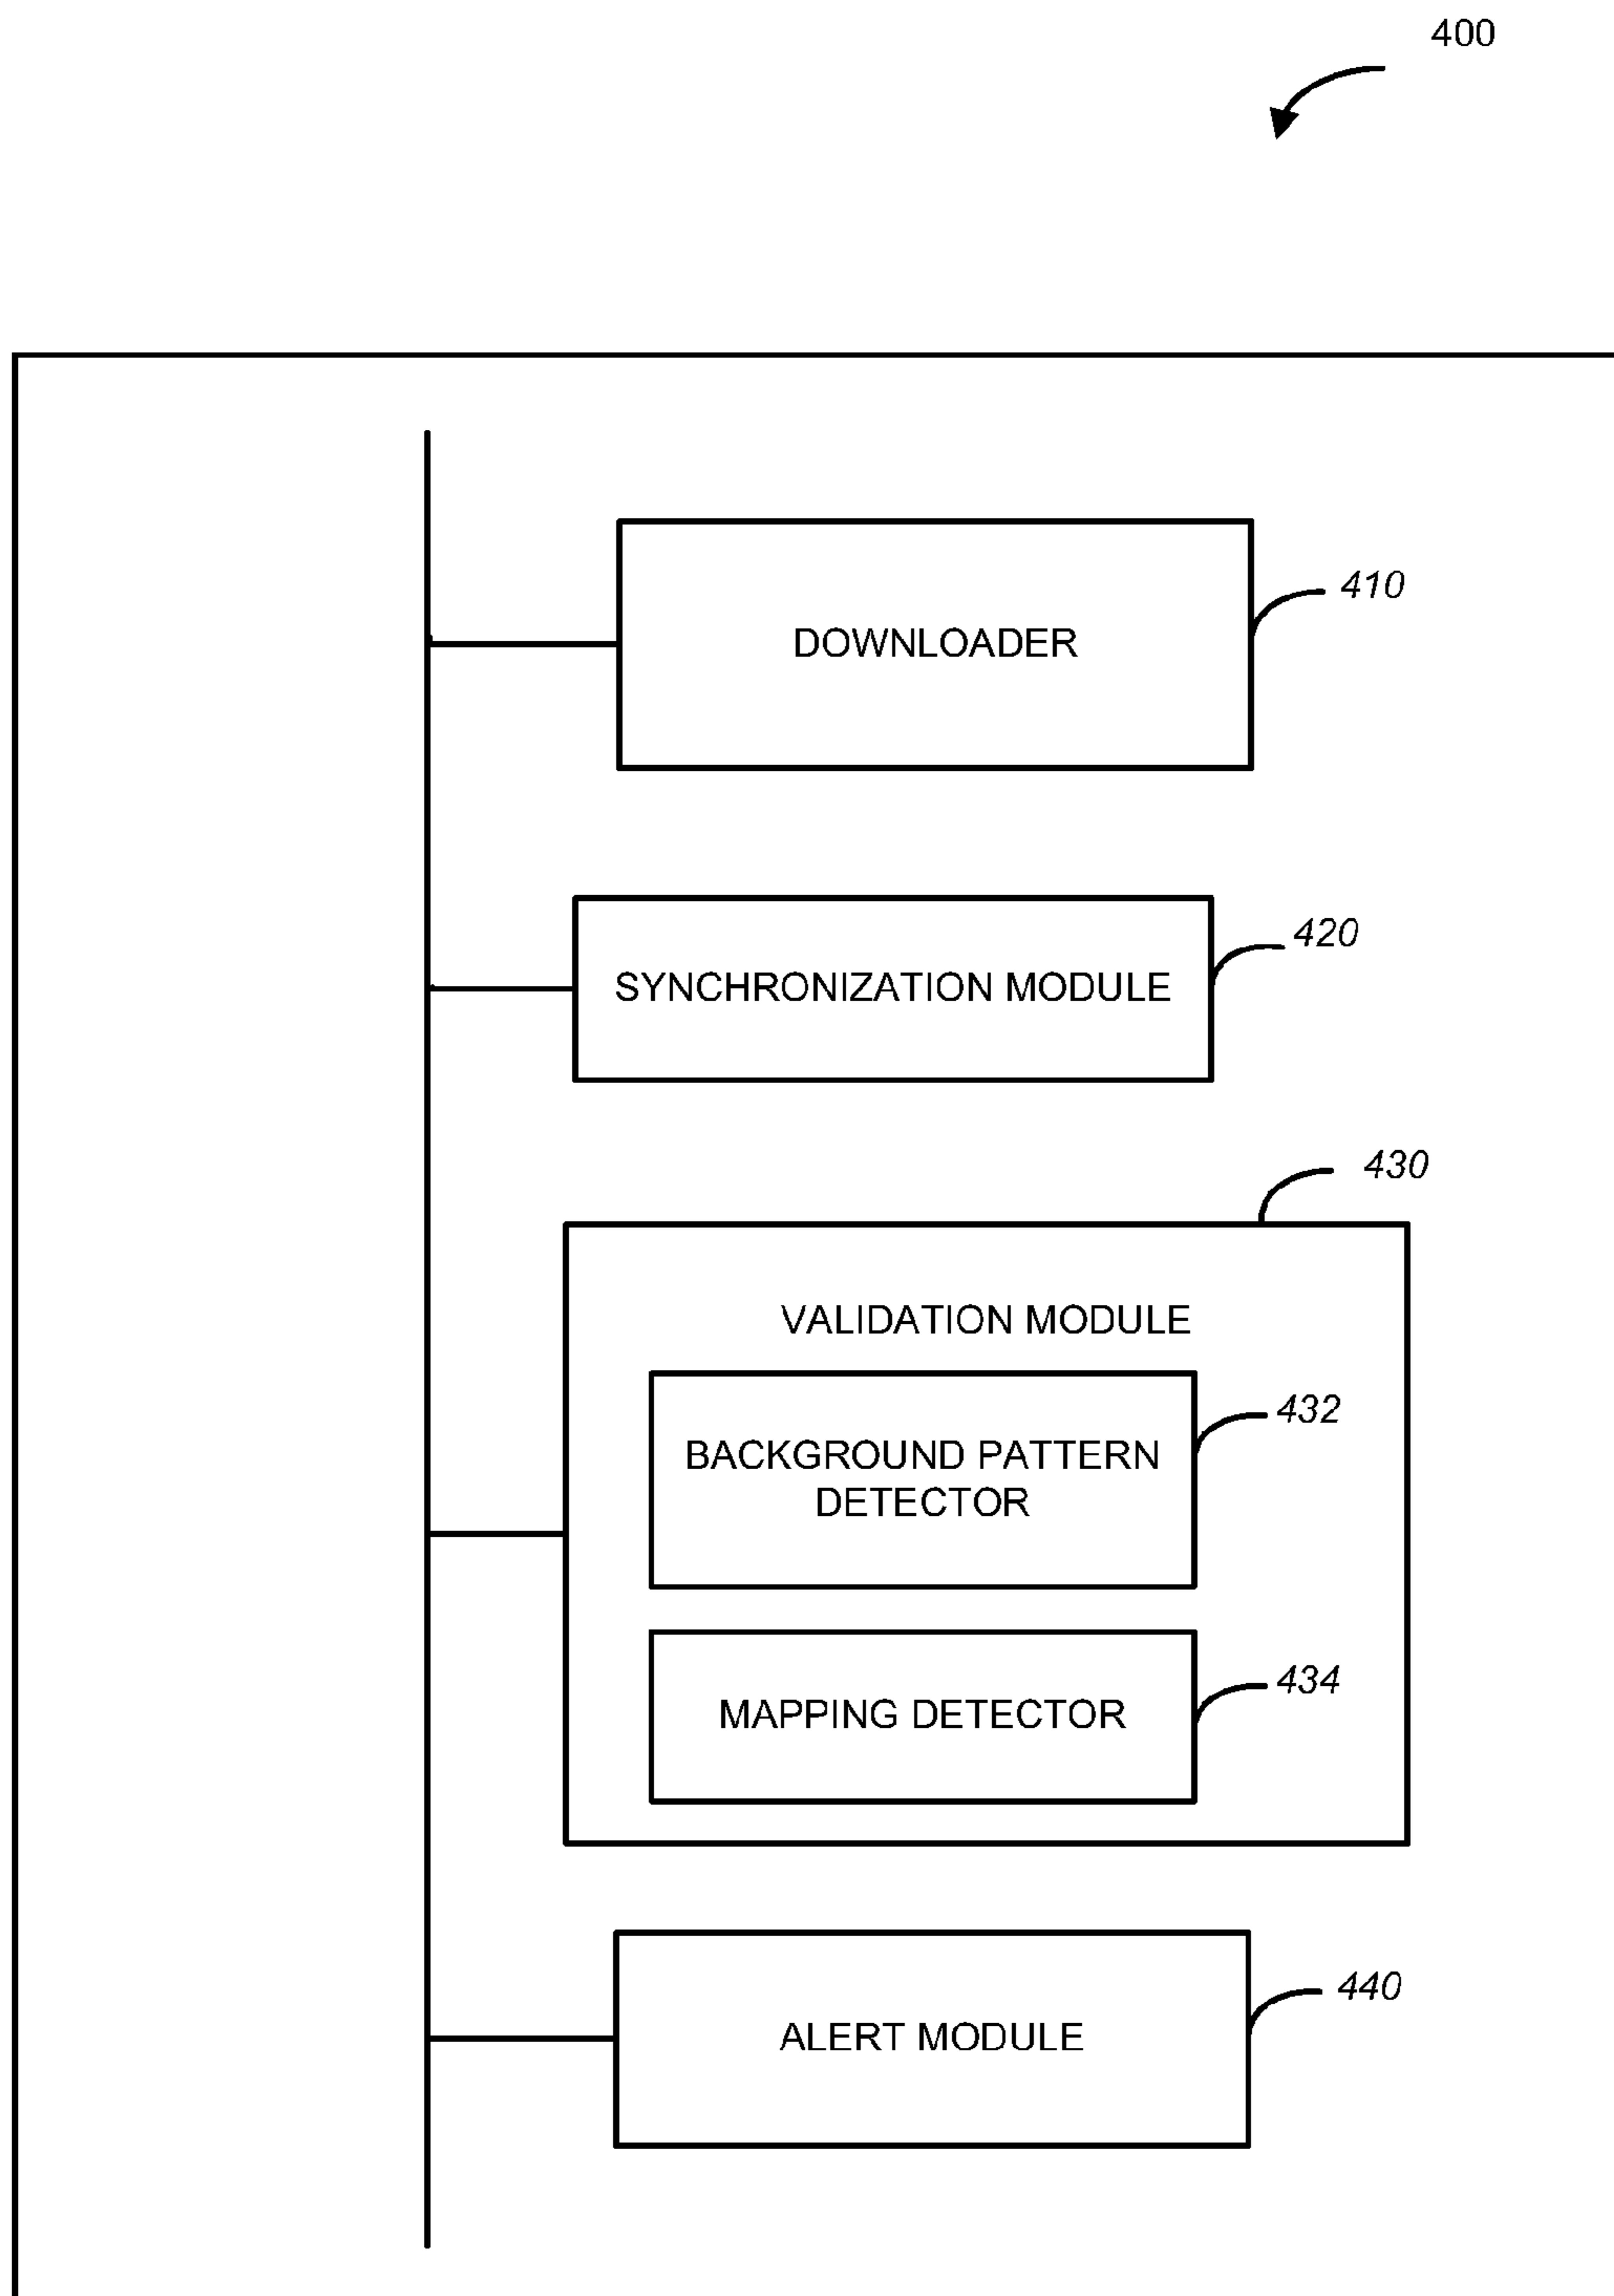 400
DOWNLOADER
410
SYNCHRONIZATION MODULE
420
430
VALIDATION MODULE
BACKGROUND PATTERN
DETECTOR
432
MAPPING DETECTOR
434
ALERT MODULE
440